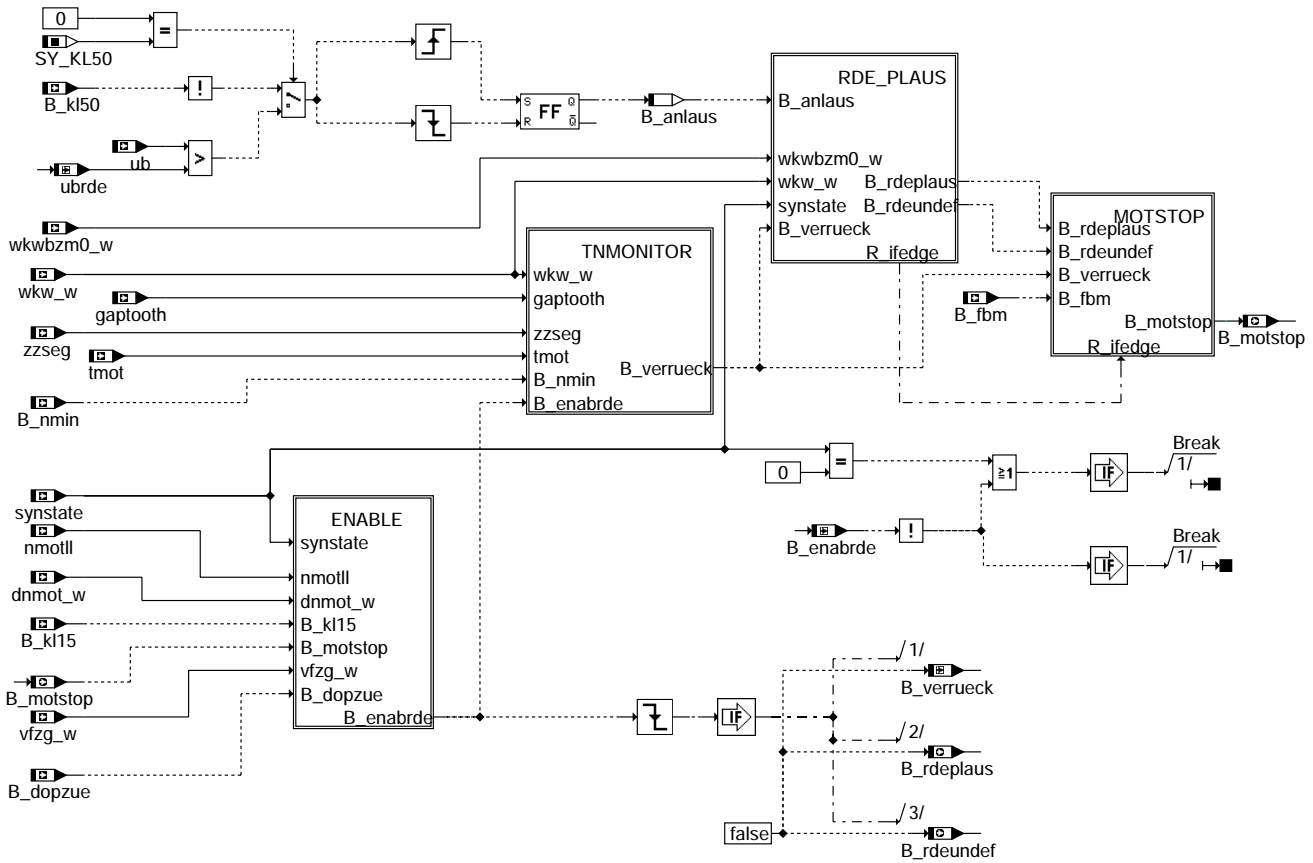 0
=
SY_KL50
B_kl50
!
ub
>
ubrde
S Q
FF
R Q
B_anlaus
RDE_PLAUS
B_anlaus
wkwbzm0_w
wkw_w
B_rdeplaus
synstate
B_rdeundef
B_verrueck
R_ifedge
MOTSTOP
B_rdeplaus
B_rdeundef
B_verrueck
B_fbm
B_motstop
R_ifedge
B_fbm
B_motstop
wkwbzm0_w
wkw_w
gaptooth
zzseg
tmot
B_nmin
TNMONITOR
wkw_w
gaptooth
zzseg
tmot
B_verrueck
B_nmin
B_enabrde
synstate
nmotll
dnmot_w
B_kl15
B_motstop
vfzg_w
B_dopzue
ENABLE
synstate
nmotll
dnmot_w
B_kl15
B_motstop
vfzg_w
B_dopzue
B_enabrde
0
=
≥1
IF
Break
1/
B_enabrde
!
IF
Break
1/
IF
1/
B_verrueck
2/
B_rdeplaus
3/
false
B_rdeundef